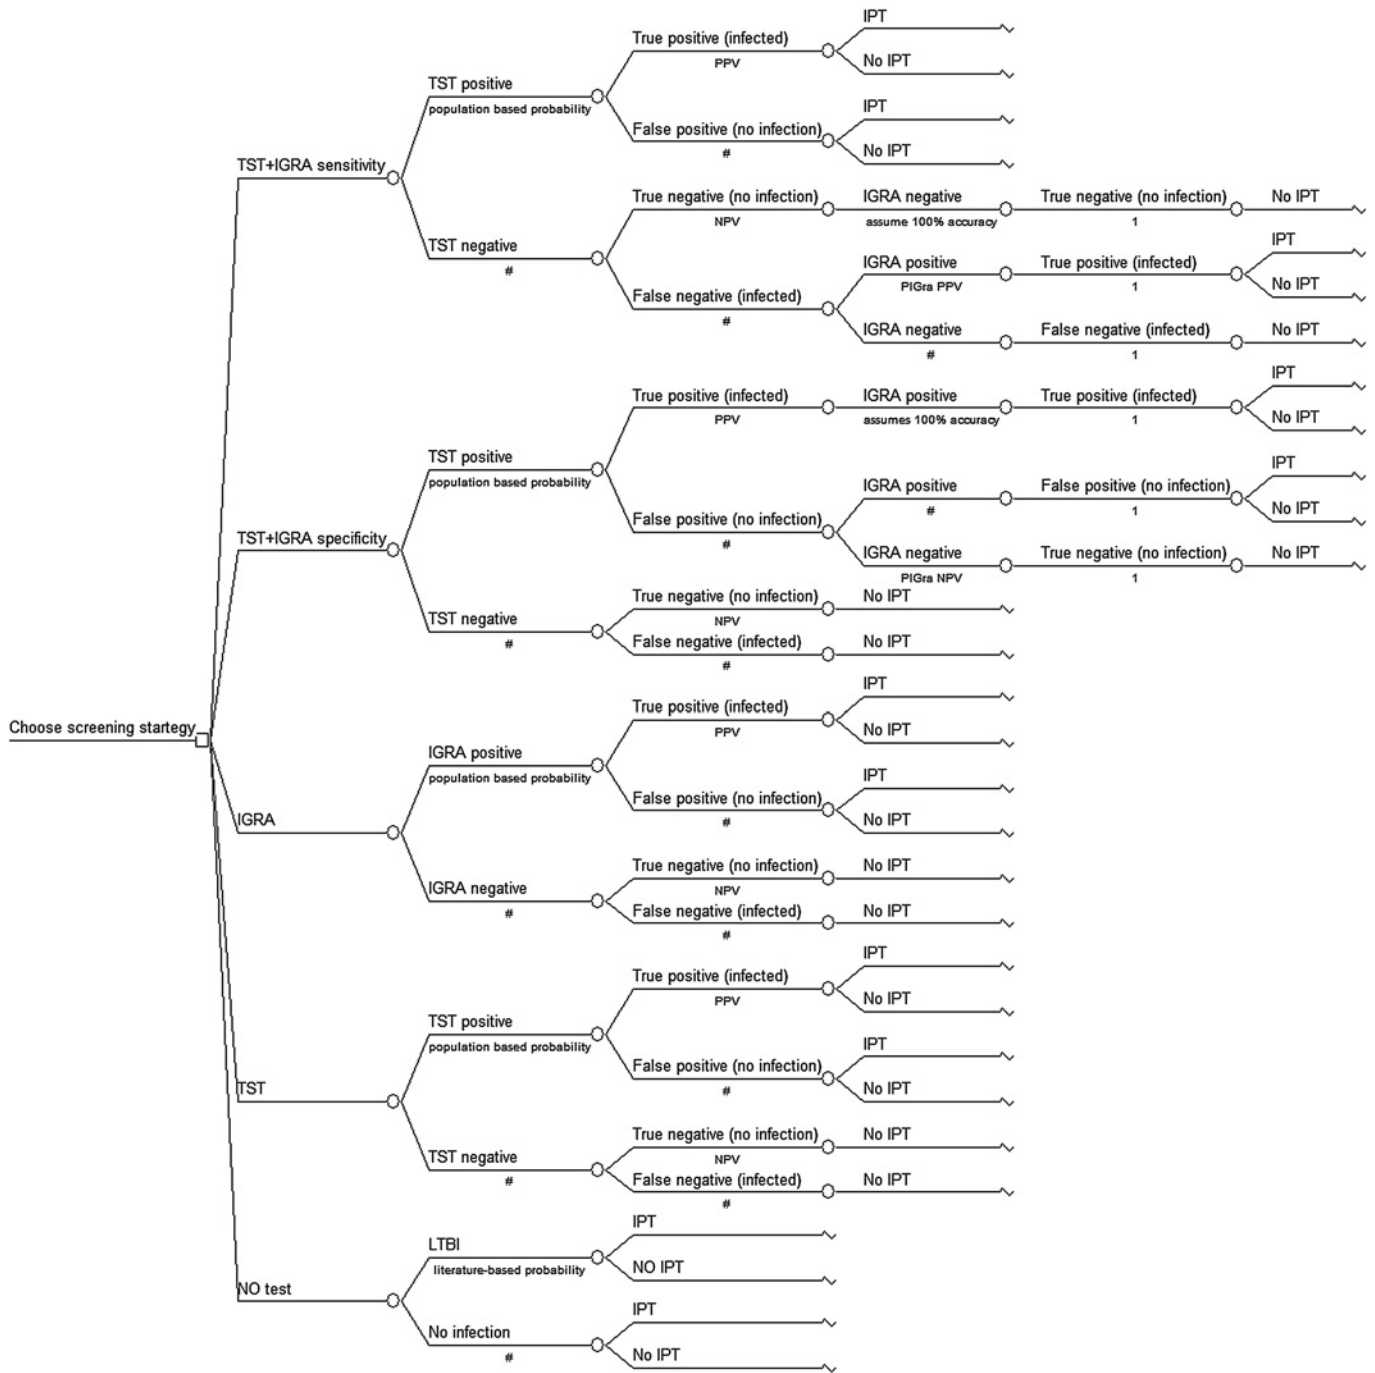 IPT
True positive (infected)
PPV
No IPT
TST positive
population based probability
IPT
False positive (no infection)
#
No IPT
TST+IGRA sensitivity
True negative (no infection)
NPV
IGRA negative
assume 100% accuracy
True negative (no infection)
1
No IPT
TST negative
#
IPT
IGRA positive
PIGra PPV
True positive (infected)
1
No IPT
False negative (infected)
#
IGRA negative
#
False negative (infected)
1
No IPT
IPT
True positive (infected)
PPV
IGRA positive
assumes 100% accuracy
True positive (infected)
1
No IPT
TST positive
population based probability
IPT
IGRA positive
#
False positive (no infection)
1
No IPT
False positive (no infection)
#
IGRA negative
PIGra NPV
True negative (no infection)
1
No IPT
TST+IGRA specificity
True negative (no infection)
NPV
No IPT
TST negative
#
False negative (infected)
#
No IPT
IPT
True positive (infected)
PPV
No IPT
Choose screening startegy
IGRA positive
population based probability
IPT
False positive (no infection)
#
No IPT
IGRA
True negative (no infection)
NPV
No IPT
IGRA negative
#
False negative (infected)
#
No IPT
IPT
True positive (infected)
PPV
No IPT
TST positive
population based probability
IPT
False positive (no infection)
#
No IPT
TST
True negative (no infection)
NPV
No IPT
TST negative
#
False negative (infected)
#
No IPT
IPT
LTBI
literature-based probability
NO IPT
NO test
IPT
No infection
#
No IPT